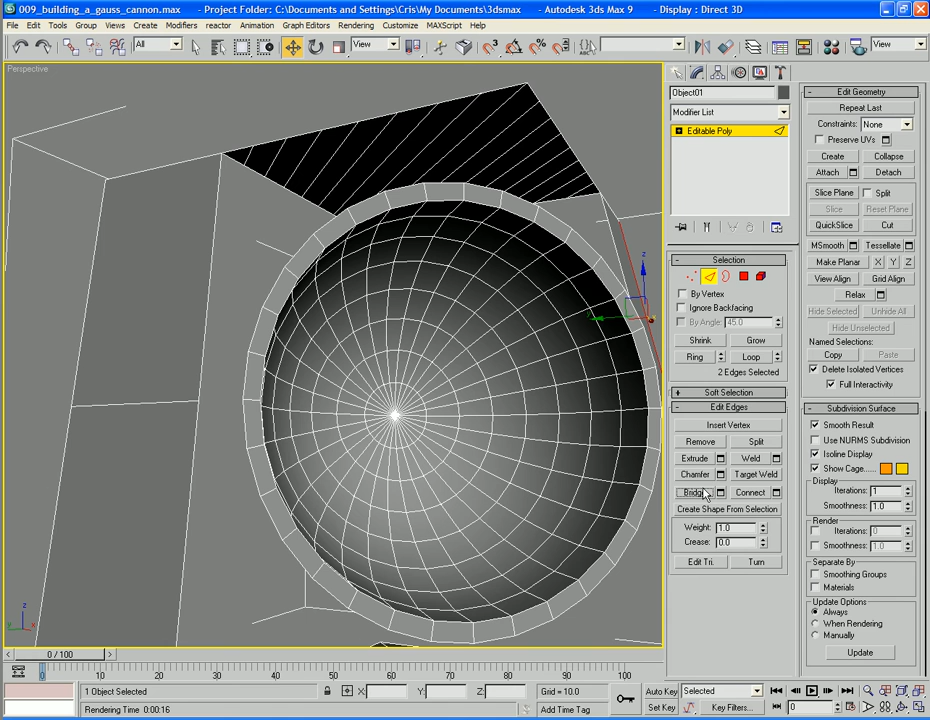 009_building_a_gauss_cannon.max - Project Folder: C:\Documents and Settings\Cris\My Documents\3dsmax - Autodesk 3ds Max 9 - Display : Direct 3D
File Edit Tools Group Views Create Modifiers reactor Animation Graph Editors Rendering Customize MAXScript Help
All View View
Perspective
Object01
Modifier List
Editable Poly
Selection
By Vertex
Ignore Backfacing
By Angle: 45.0
Shrink Grow
Ring Loop
2 Edges Selected
Soft Selection
Edit Edges
Insert Vertex
Remove Split
Extrude Weld
Chamfer Target Weld
Bridge Connect
Create Shape From Selection
Weight: 1.0
Crease: 0.0
Edit Tri. Turn
Edit Geometry
Repeat Last
Constraints: None
Preserve UVs
Create Collapse
Attach Detach
Slice Plane Split
Slice Reset Plane
QuickSlice Cut
MSmooth Tessellate
Make Planar X Y Z
View Align Grid Align
Relax
Hide Selected Unhide All
Hide Unselected
Named Selections:
Copy Paste
Delete Isolated Vertices
Full Interactivity
Subdivision Surface
Smooth Result
Use NURMS Subdivision
Isoline Display
Show Cage......
Display
Iterations: 1
Smoothness: 1.0
Render
Iterations: 0
Smoothness: 1.0
Separate By
Smoothing Groups
Materials
Update Options
Always
When Rendering
Manually
Update
z
z
x
0 / 100
0 10 20 30 40 50 60 70 80 90 100
1 Object Selected X: Y: Z: Grid = 10.0
Rendering Time 0:00:16 Add Time Tag
Auto Key Selected
Set Key Key Filters... 0